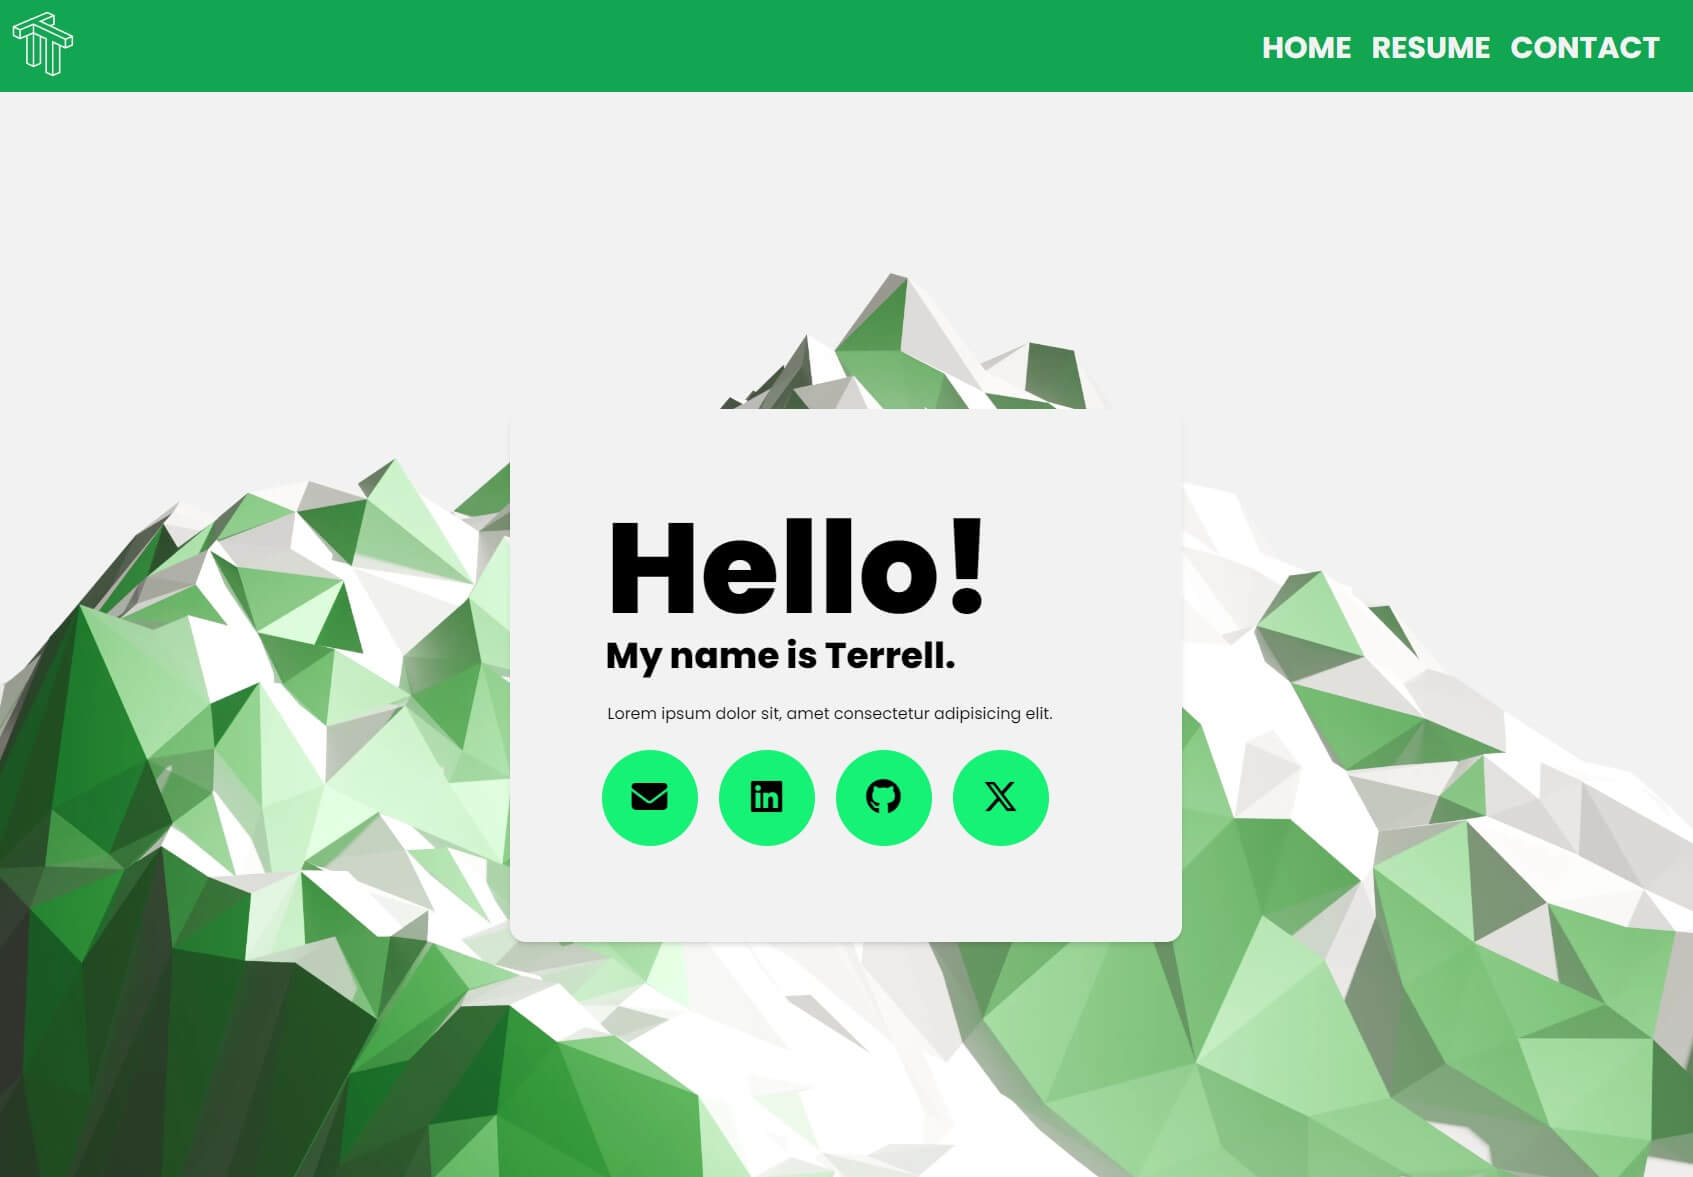 HOME RESUME CONTACT
Hello!
My name is Terrell.
Lorem ipsum dolor sit, amet consectetur adipisicing elit.